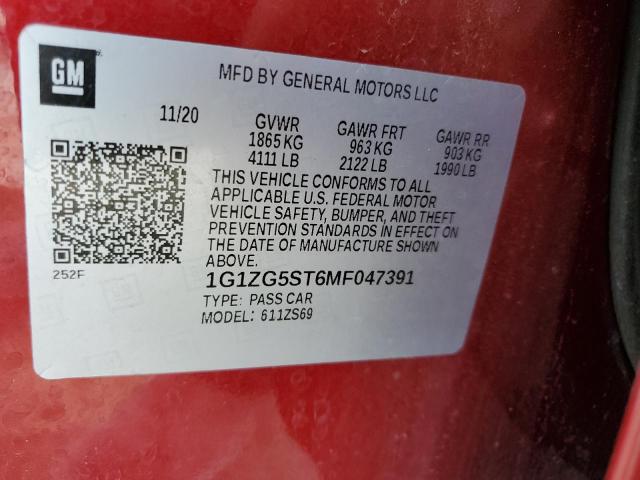 GM
MFD BY GENERAL MOTORS LLC
11/20
GVWR
1865 KG
4111 LB
GAWR FRT
963 KG
2122 LB
GAWR RR
903 KG
1990 LB
THIS VEHICLE CONFORMS TO ALL
APPLICABLE U.S. FEDERAL MOTOR
VEHICLE SAFETY, BUMPER, AND THEFT
PREVENTION STANDARDS IN EFFECT ON
THE DATE OF MANUFACTURE SHOWN
ABOVE.
252F
1G1ZG5ST6MF047391
TYPE: PASS CAR
MODEL: 611ZS69